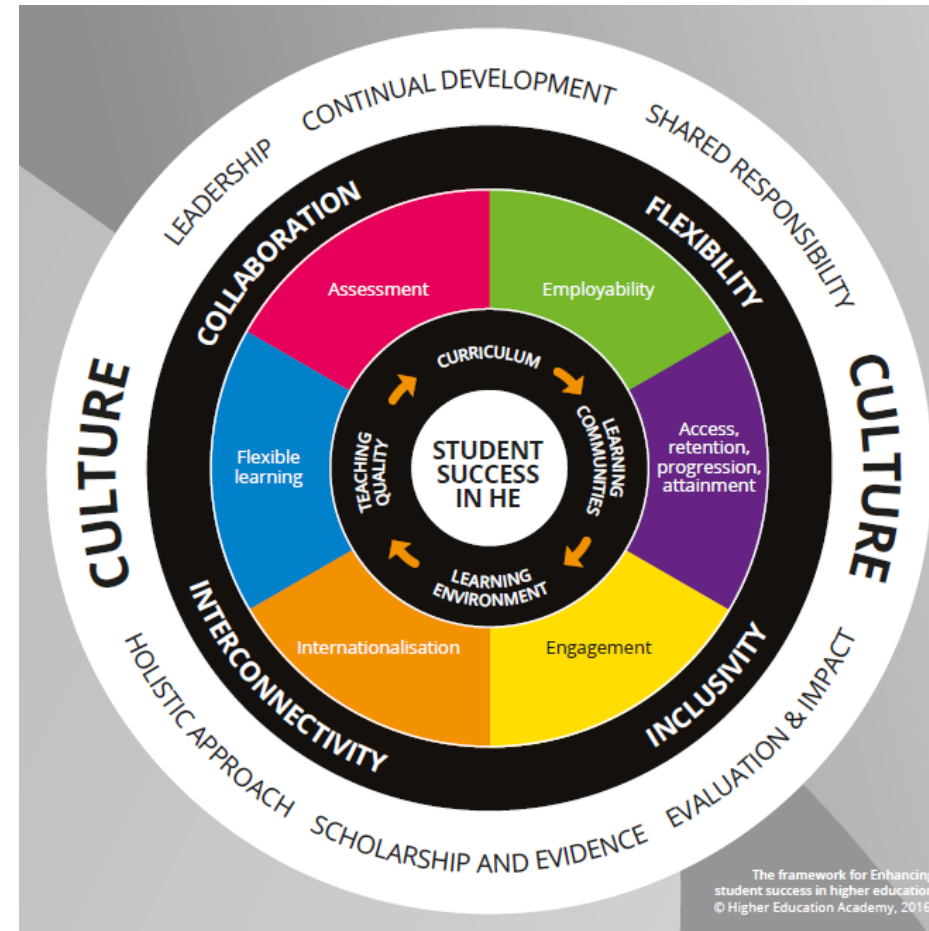 LEADERSHIP
CONTINUAL DEVELOPMENT
SHARED RESPONSIBILITY
CULTURE
CULTURE
HOLISTIC APPROACH
SCHOLARSHIP AND EVIDENCE
EVALUATION & IMPACT
COLLABORATION
FLEXIBILITY
INTERCONNECTIVITY
INCLUSIVITY
Assessment
Employability
Flexible
learning
Access,
retention,
progression,
attainment
Internationalisation
Engagement
CURRICULUM
LEARNING
COMMUNITIES
LEARNING
ENVIRONMENT
TEACHING
QUALITY
STUDENT
SUCCESS
IN HE
The framework for Enhancing
student success in higher education
© Higher Education Academy, 2016